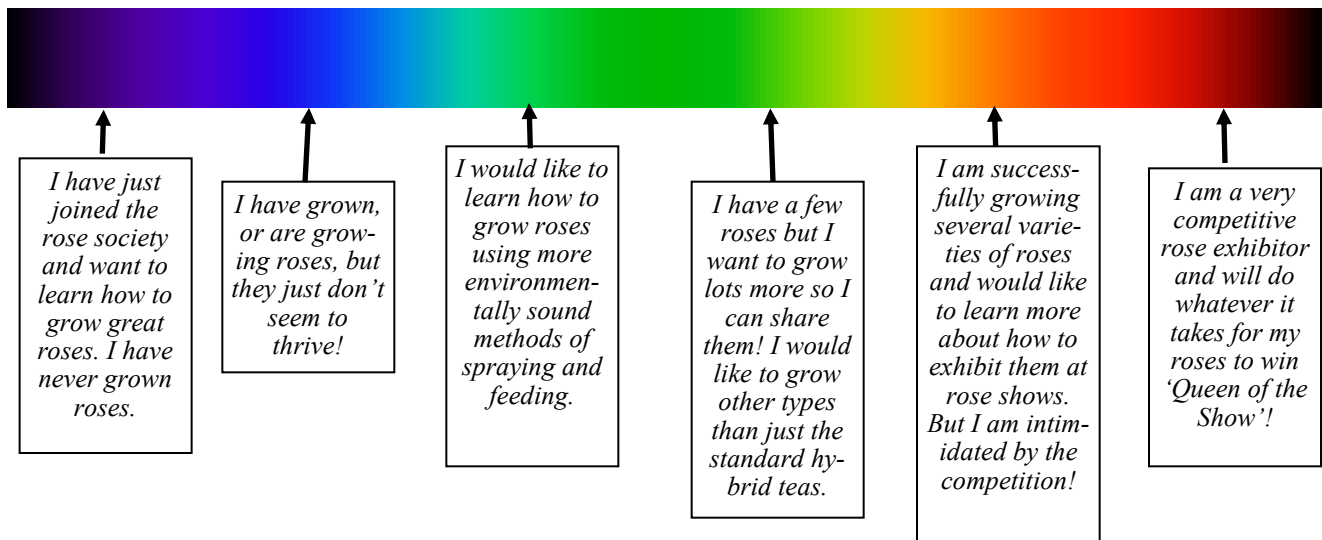 I have just
joined the
rose society
and want to
learn how to
grow great
roses. I have
never grown
roses.
I have grown,
or are grow-
ing roses, but
they just don’t
seem to
thrive!
I would like to
learn how to
grow roses
using more
environmen-
tally sound
methods of
spraying and
feeding.
I have a few
roses but I
want to grow
lots more so I
can share
them! I would
like to grow
other types
than just the
standard hy-
brid teas.
I am success-
fully growing
several varie-
ties of roses
and would like
to learn more
about how to
exhibit them at
rose shows.
But I am intim-
idated by the
competition!
I am a very
competitive
rose exhibitor
and will do
whatever it
takes for my
roses to win
‘Queen of the
Show’!